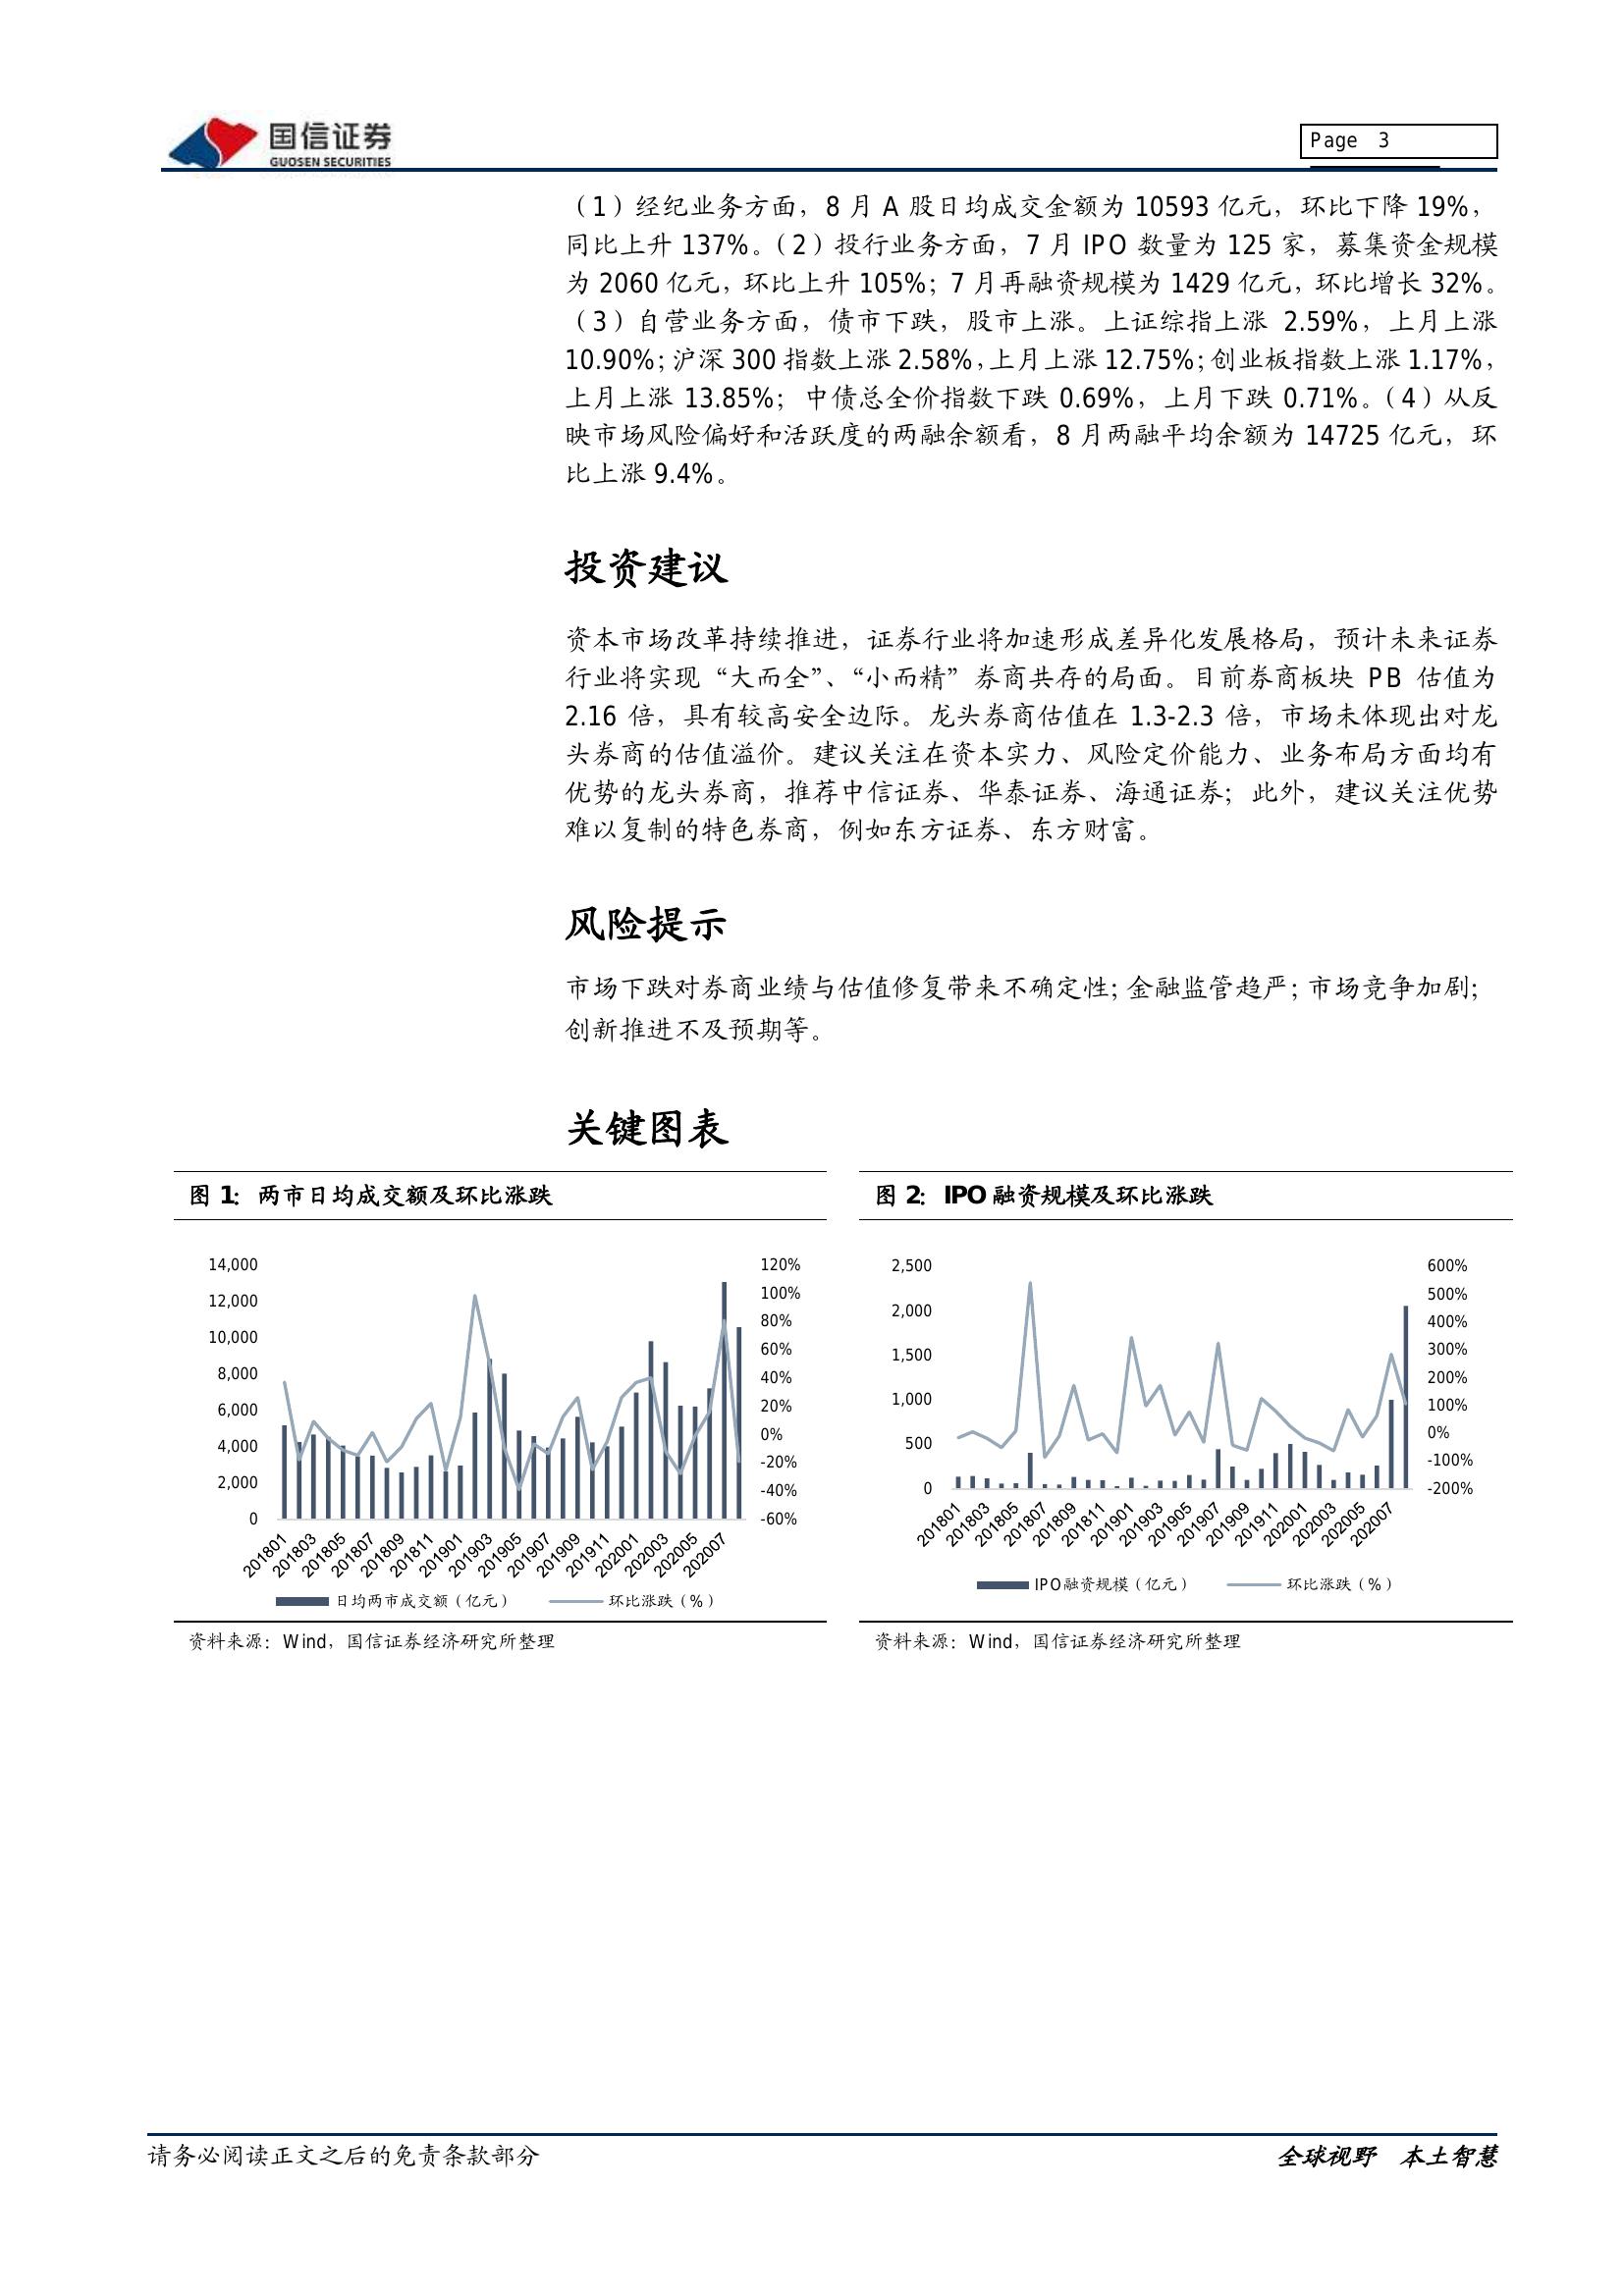 国信证券
GUOSEN SECURITIES
Page 3
（1）经纪业务方面，8 月 A 股日均成交金额为 10593 亿元，环比下降 19%，
同比上升 137%。（2）投行业务方面，7 月 IPO 数量为 125 家，募集资金规模
为 2060 亿元，环比上升 105%；7 月再融资规模为 1429 亿元，环比增长 32%。
（3）自营业务方面，债市下跌，股市上涨。上证综指上涨 2.59%，上月上涨
10.90%；沪深 300 指数上涨 2.58%，上月上涨 12.75%；创业板指数上涨 1.17%，
上月上涨 13.85%；中债总全价指数下跌 0.69%，上月下跌 0.71%。（4）从反
映市场风险偏好和活跃度的两融余额看，8 月两融平均余额为 14725 亿元，环
比上涨 9.4%。
投资建议
资本市场改革持续推进，证券行业将加速形成差异化发展格局，预计未来证券
行业将实现“大而全”、“小而精”券商共存的局面。目前券商板块 PB 估值为
2.16 倍，具有较高安全边际。龙头券商估值在 1.3-2.3 倍，市场未体现出对龙
头券商的估值溢价。建议关注在资本实力、风险定价能力、业务布局方面均有
优势的龙头券商，推荐中信证券、华泰证券、海通证券；此外，建议关注优势
难以复制的特色券商，例如东方证券、东方财富。
风险提示
市场下跌对券商业绩与估值修复带来不确定性；金融监管趋严；市场竞争加剧；
创新推进不及预期等。
关键图表
图 1：两市日均成交额及环比涨跌
14,000
12,000
10,000
8,000
6,000
4,000
2,000
0
120%
100%
80%
60%
40%
20%
0%
-20%
-40%
-60%
201801
201803
201805
201807
201809
201811
201901
201903
201905
201907
201909
201911
202001
202003
202005
202007
日均两市成交额（亿元） 环比涨跌（%）
资料来源：Wind，国信证券经济研究所整理
图 2：IPO 融资规模及环比涨跌
2,500
2,000
1,500
1,000
500
0
600%
500%
400%
300%
200%
100%
0%
-100%
-200%
201801
201803
201805
201807
201809
201811
201901
201903
201905
201907
201909
201911
202001
202003
202005
202007
IPO融资规模（亿元） 环比涨跌（%）
资料来源：Wind，国信证券经济研究所整理
请务必阅读正文之后的免责条款部分
全球视野 本土智慧